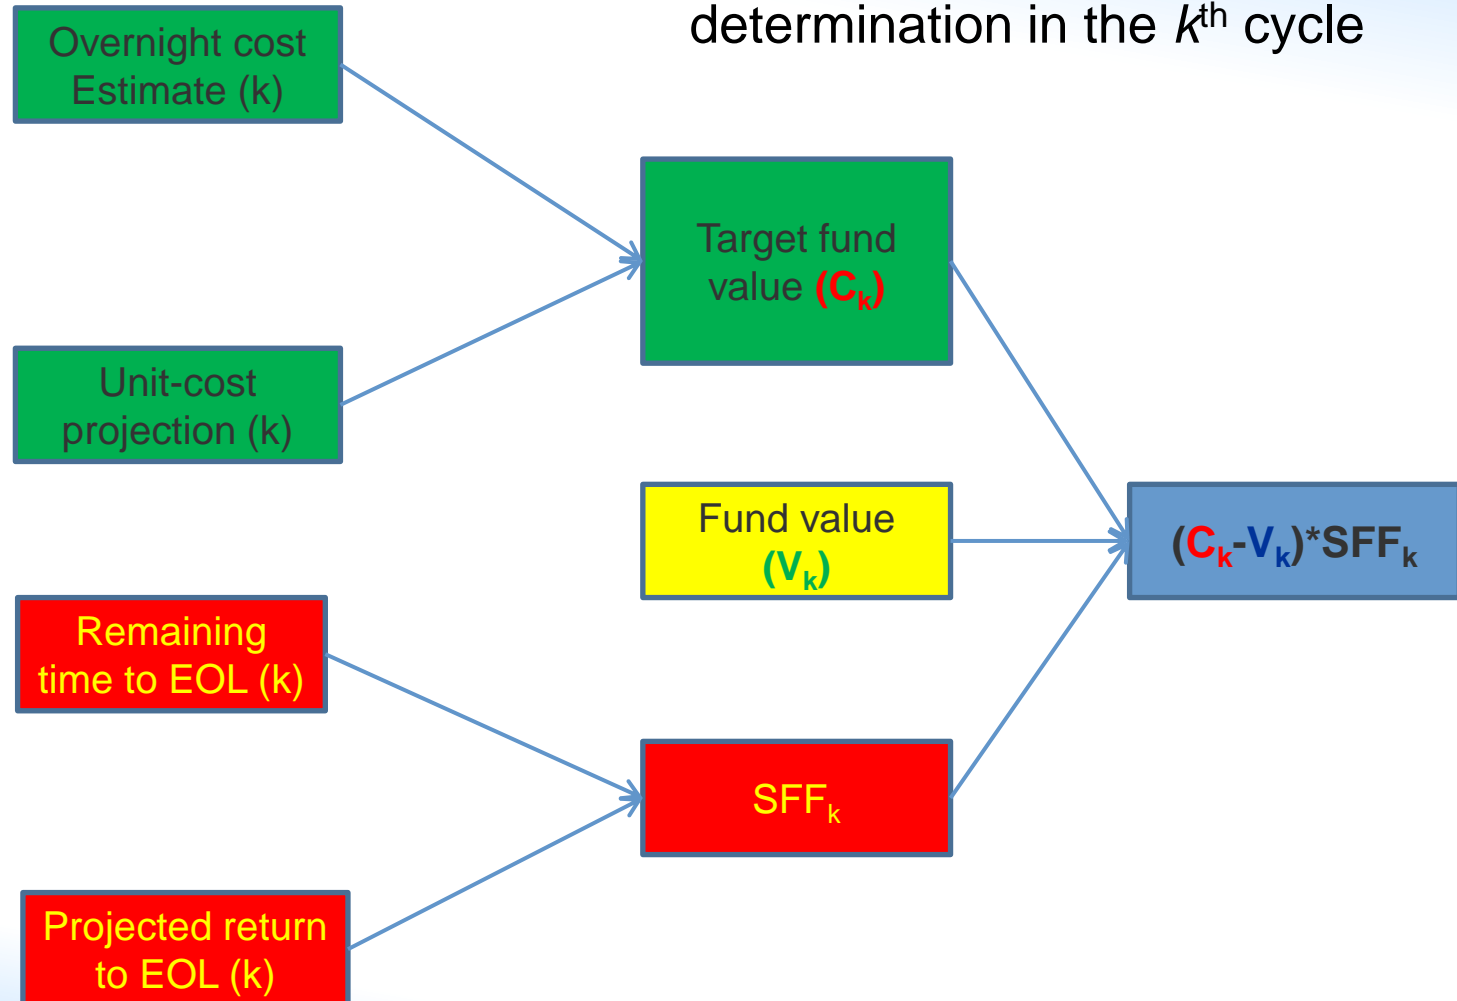 determination in the kth cycle
Overnight cost
Estimate (k)
Target fund
value (Ck)
Unit-cost
projection (k)
Fund value
(Vk)
(Ck-Vk)*SFFk
Remaining
time to EOL (k)
SFFk
Projected return
to EOL (k)